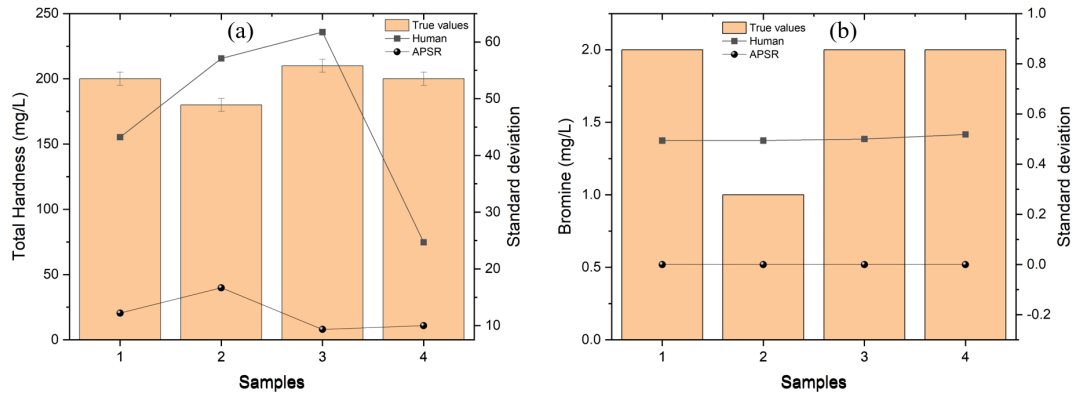 (a)
True values
Human
APSR
Total Hardness (mg/L)
250
200
150
100
75
50
25
0
60
50
40
30
20
10
Standard deviation
1 2 3 4
Samples
(b)
True values
Human
APSR
Bromine (mg/L)
2.0
1.5
1.0
0.5
0.0
1.0
0.8
0.6
0.4
0.2
0.0
-0.2
Standard deviation
1 2 3 4
Samples